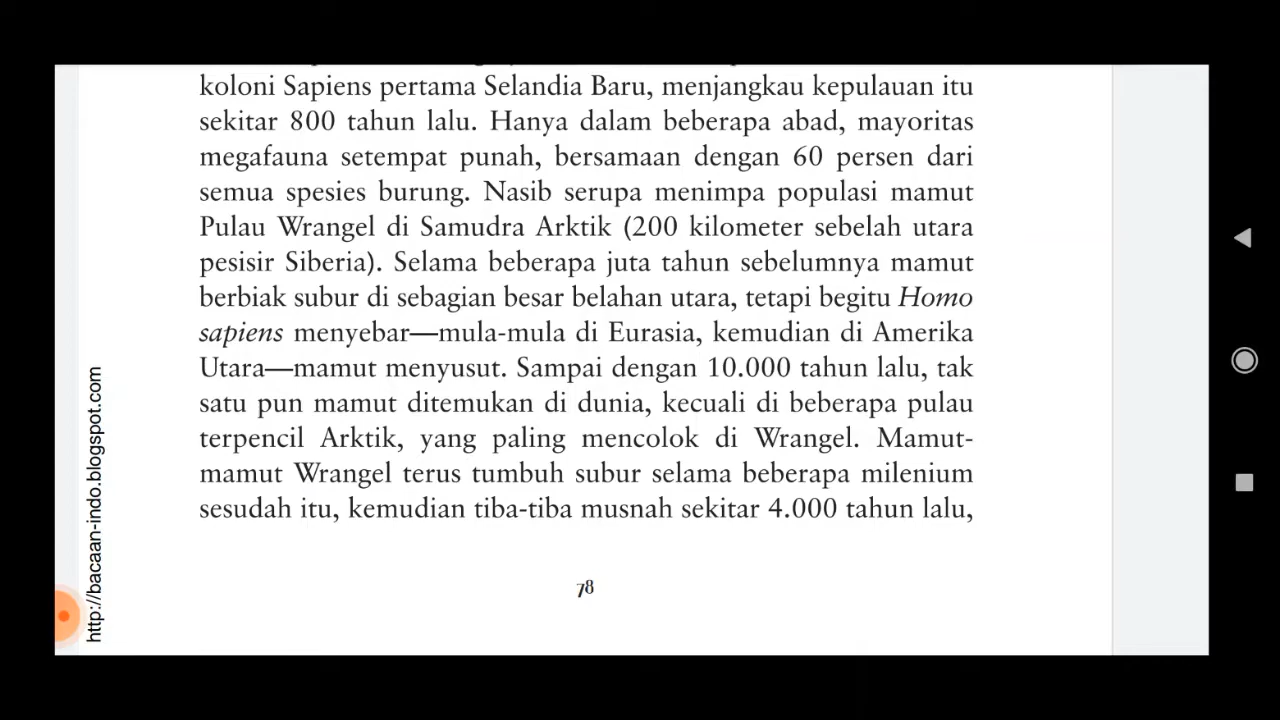 koloni Sapiens pertama Selandia Baru, menjangkau kepulauan itu
sekitar 800 tahun lalu. Hanya dalam beberapa abad, mayoritas
megafauna setempat punah, bersamaan dengan 60 persen dari
semua spesies burung. Nasib serupa menimpa populasi mamut
Pulau Wrangel di Samudra Arktik (200 kilometer sebelah utara
pesisir Siberia). Selama beberapa juta tahun sebelumnya mamut
berbiak subur di sebagian besar belahan utara, tetapi begitu Homo
sapiens menyebar—mula-mula di Eurasia, kemudian di Amerika
Utara—mamut menyusut. Sampai dengan 10.000 tahun lalu, tak
satu pun mamut ditemukan di dunia, kecuali di beberapa pulau
terpencil Arktik, yang paling mencolok di Wrangel. Mamut-
mamut Wrangel terus tumbuh subur selama beberapa milenium
sesudah itu, kemudian tiba-tiba musnah sekitar 4.000 tahun lalu,
78
http://bacaan-indo.blogspot.com